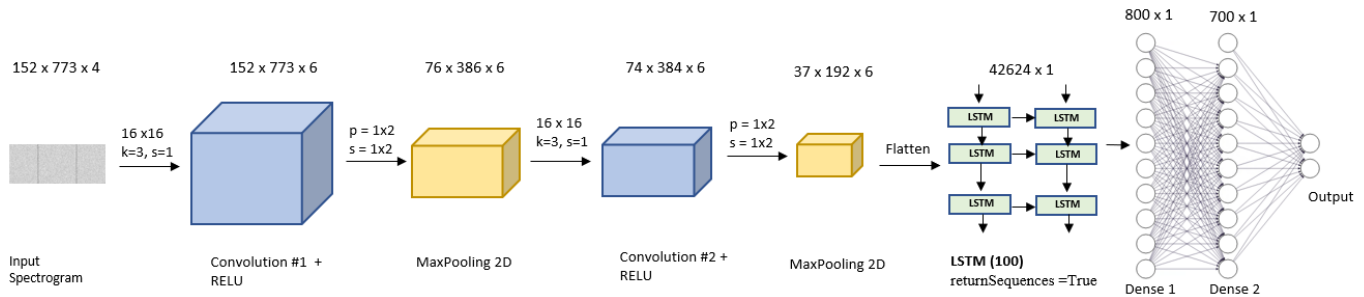 152 x 773 x 4
Input
Spectrogram
16 x16
k=3, s=1
152 x 773 x 6
Convolution #1 +
RELU
p = 1x2
s = 1x2
76 x 386 x 6
MaxPooling 2D
16 x 16
k=3, s=1
74 x 384 x 6
Convolution #2 +
RELU
p = 1x2
s = 1x2
37 x 192 x 6
MaxPooling 2D
Flatten
42624 x 1
LSTM
LSTM
LSTM
LSTM
LSTM
LSTM
LSTM (100)
returnSequences =True
800 x 1
Dense 1
700 x 1
Dense 2
Output